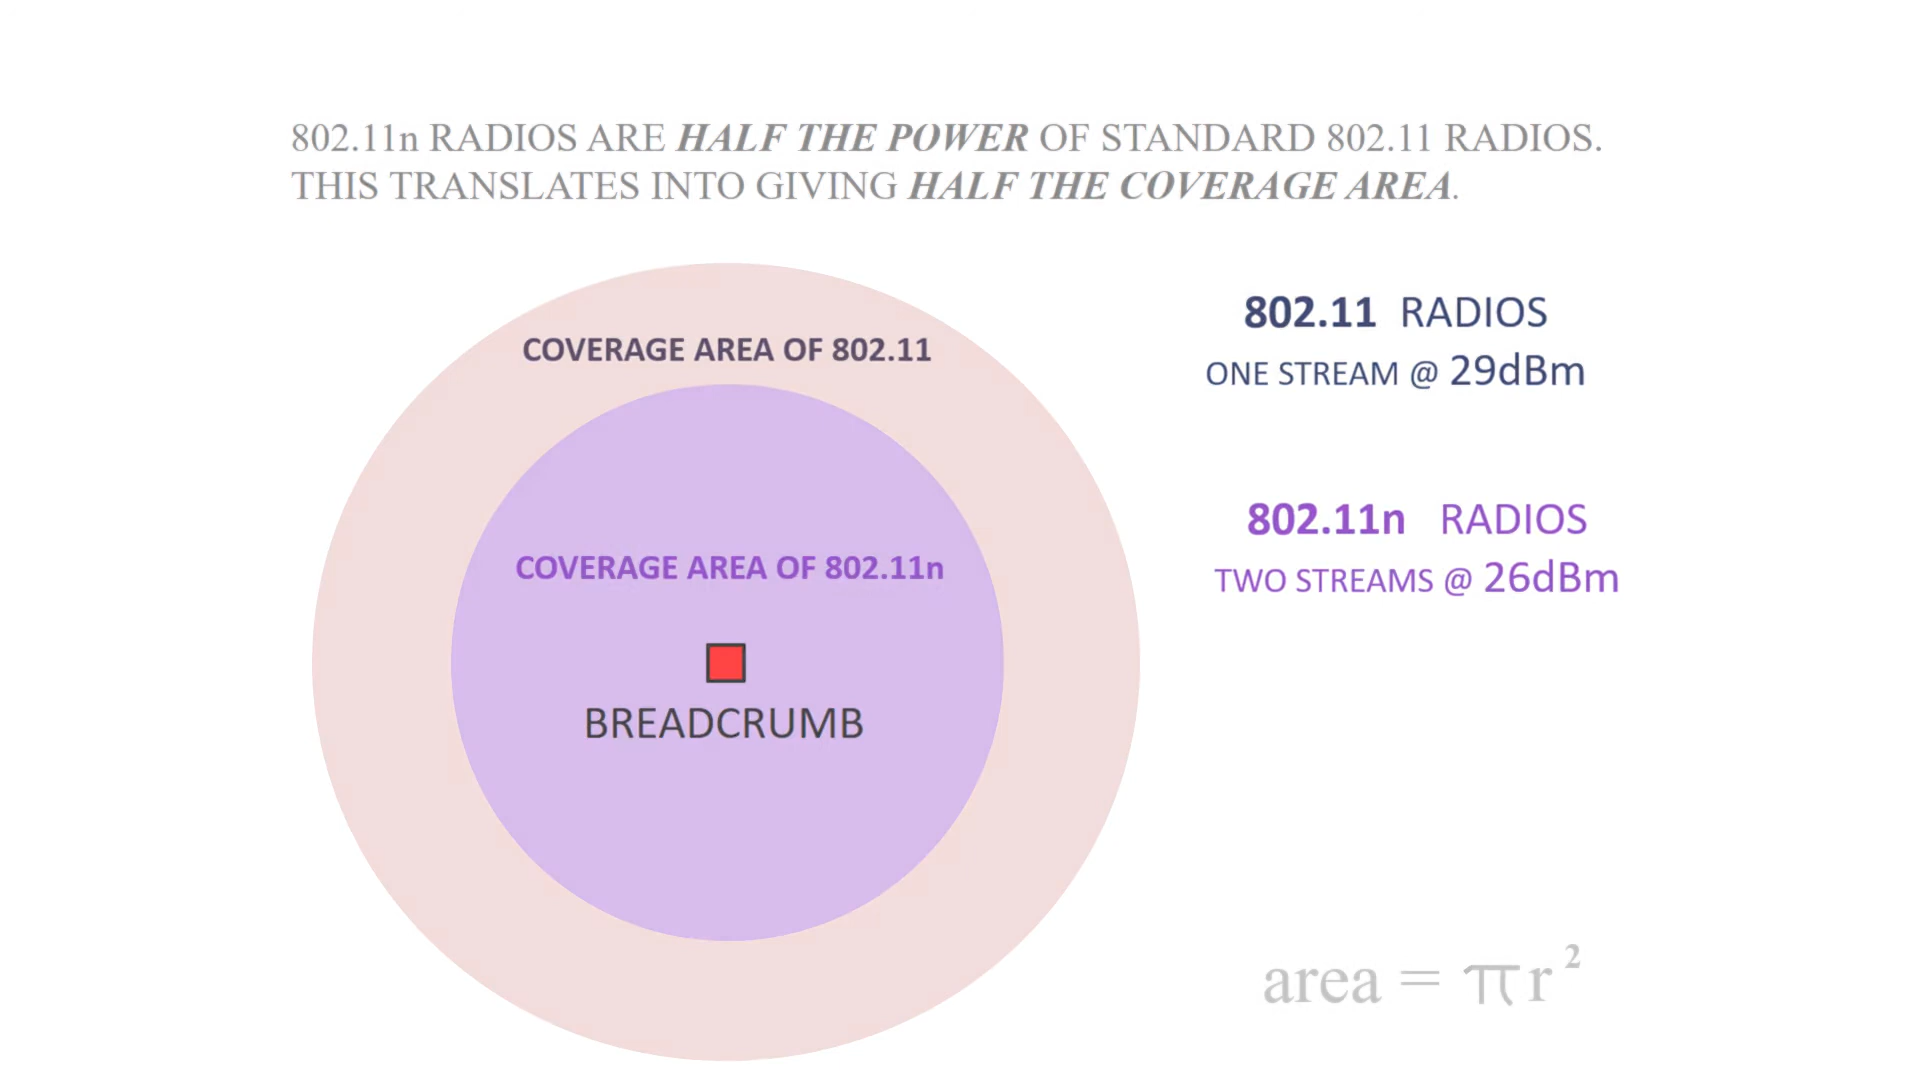 802.11n RADIOS ARE HALF THE POWER OF STANDARD 802.11 RADIOS.
THIS TRANSLATES INTO GIVING HALF THE COVERAGE AREA.
COVERAGE AREA OF 802.11
COVERAGE AREA OF 802.11n
BREADCRUMB
802.11 RADIOS
ONE STREAM @ 29dBm
802.11n RADIOS
TWO STREAMS @ 26dBm
area = πr²